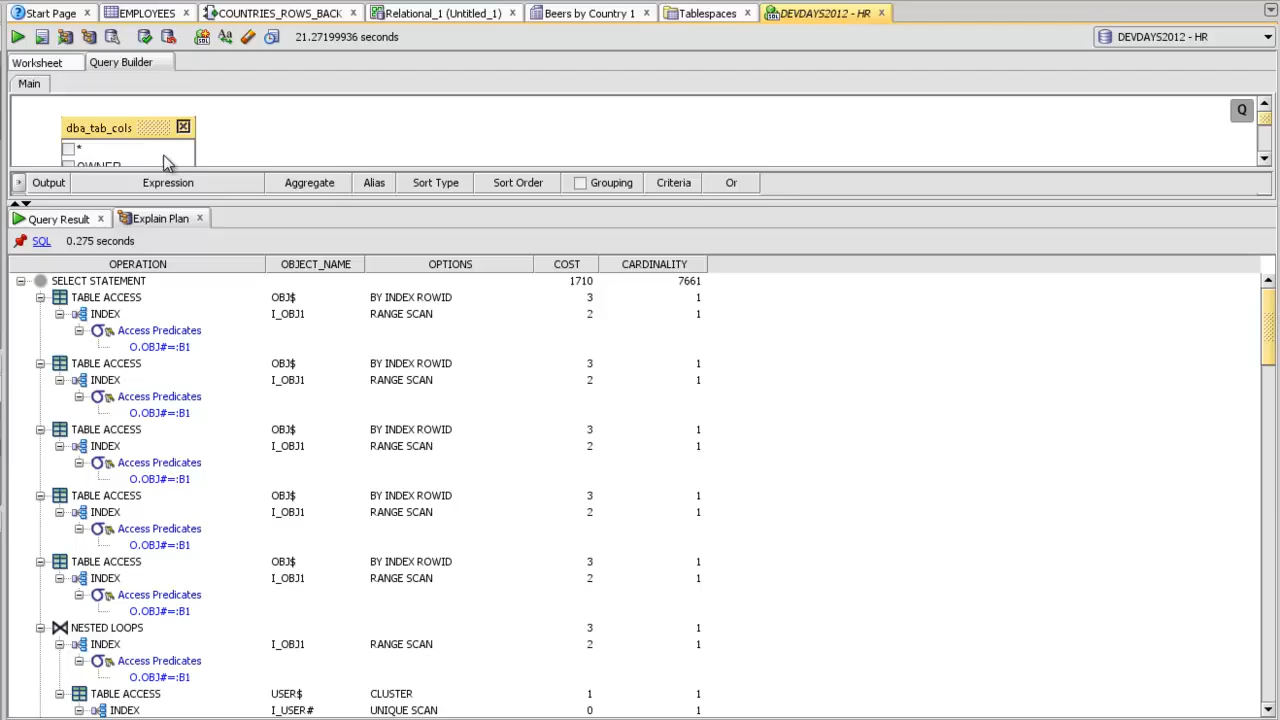 Start Page EMPLOYEES COUNTRIES_ROWS_BACK Relational_1 (Untitled_1) Beers by Country 1 Tablespaces DEVDAYS2012 - HR
21.27199936 seconds DEVDAYS2012 - HR
Worksheet Query Builder
Main
Q
dba_tab_cols
*
OWNER
Output Expression Aggregate Alias Sort Type Sort Order Grouping Criteria Or
Query Result Explain Plan
SQL 0.275 seconds
OPERATION OBJECT_NAME OPTIONS COST CARDINALITY
SELECT STATEMENT 1710 7661
TABLE ACCESS OBJ$ BY INDEX ROWID 3 1
INDEX I_OBJ1 RANGE SCAN 2 1
Access Predicates
O.OBJ#=:B1
TABLE ACCESS OBJ$ BY INDEX ROWID 3 1
INDEX I_OBJ1 RANGE SCAN 2 1
Access Predicates
O.OBJ#=:B1
TABLE ACCESS OBJ$ BY INDEX ROWID 3 1
INDEX I_OBJ1 RANGE SCAN 2 1
Access Predicates
O.OBJ#=:B1
TABLE ACCESS OBJ$ BY INDEX ROWID 3 1
INDEX I_OBJ1 RANGE SCAN 2 1
Access Predicates
O.OBJ#=:B1
TABLE ACCESS OBJ$ BY INDEX ROWID 3 1
INDEX I_OBJ1 RANGE SCAN 2 1
Access Predicates
O.OBJ#=:B1
NESTED LOOPS 3 1
INDEX I_OBJ1 RANGE SCAN 2 1
Access Predicates
O.OBJ#=:B1
TABLE ACCESS USER$ CLUSTER 1 1
INDEX I_USER# UNIQUE SCAN 0 1